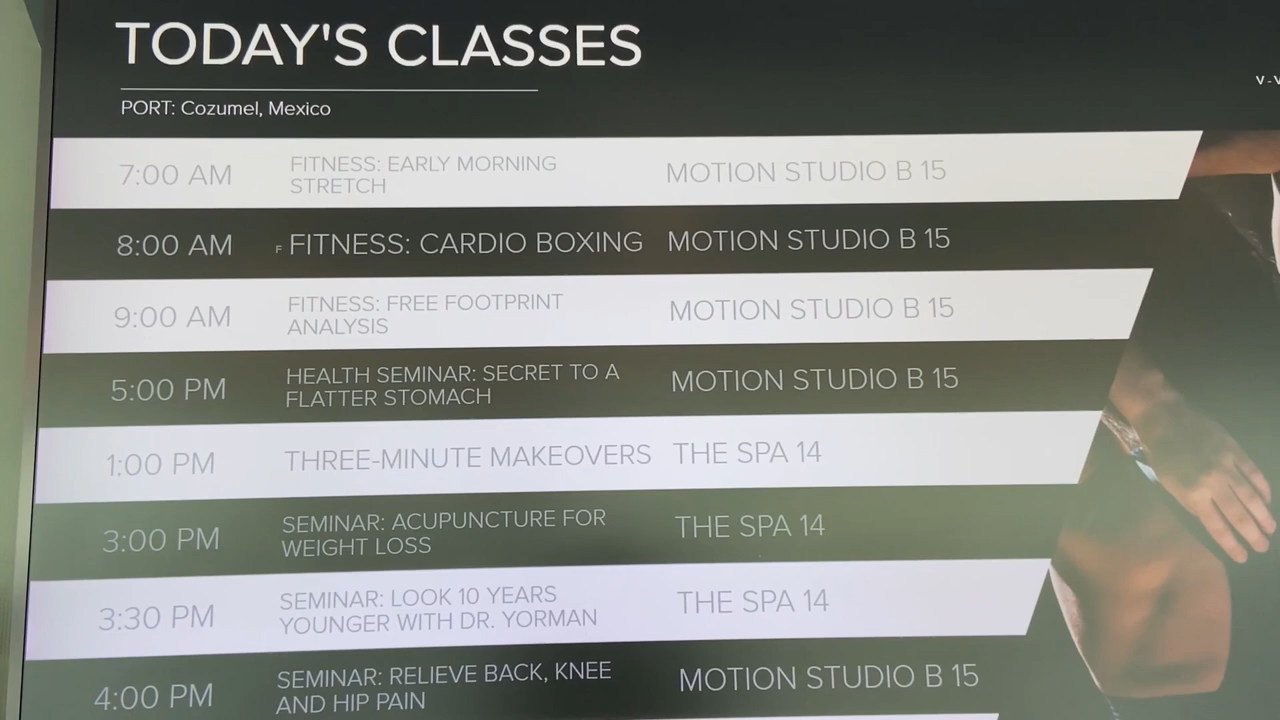 TODAY'S CLASSES
PORT: Cozumel, Mexico
7:00 AM FITNESS: EARLY MORNING STRETCH MOTION STUDIO B 15
8:00 AM F FITNESS: CARDIO BOXING MOTION STUDIO B 15
9:00 AM FITNESS: FREE FOOTPRINT ANALYSIS MOTION STUDIO B 15
5:00 PM HEALTH SEMINAR: SECRET TO A FLATTER STOMACH MOTION STUDIO B 15
1:00 PM THREE-MINUTE MAKEOVERS THE SPA 14
3:00 PM SEMINAR: ACUPUNCTURE FOR WEIGHT LOSS THE SPA 14
3:30 PM SEMINAR: LOOK 10 YEARS YOUNGER WITH DR. YORMAN THE SPA 14
4:00 PM SEMINAR: RELIEVE BACK, KNEE AND HIP PAIN MOTION STUDIO B 15